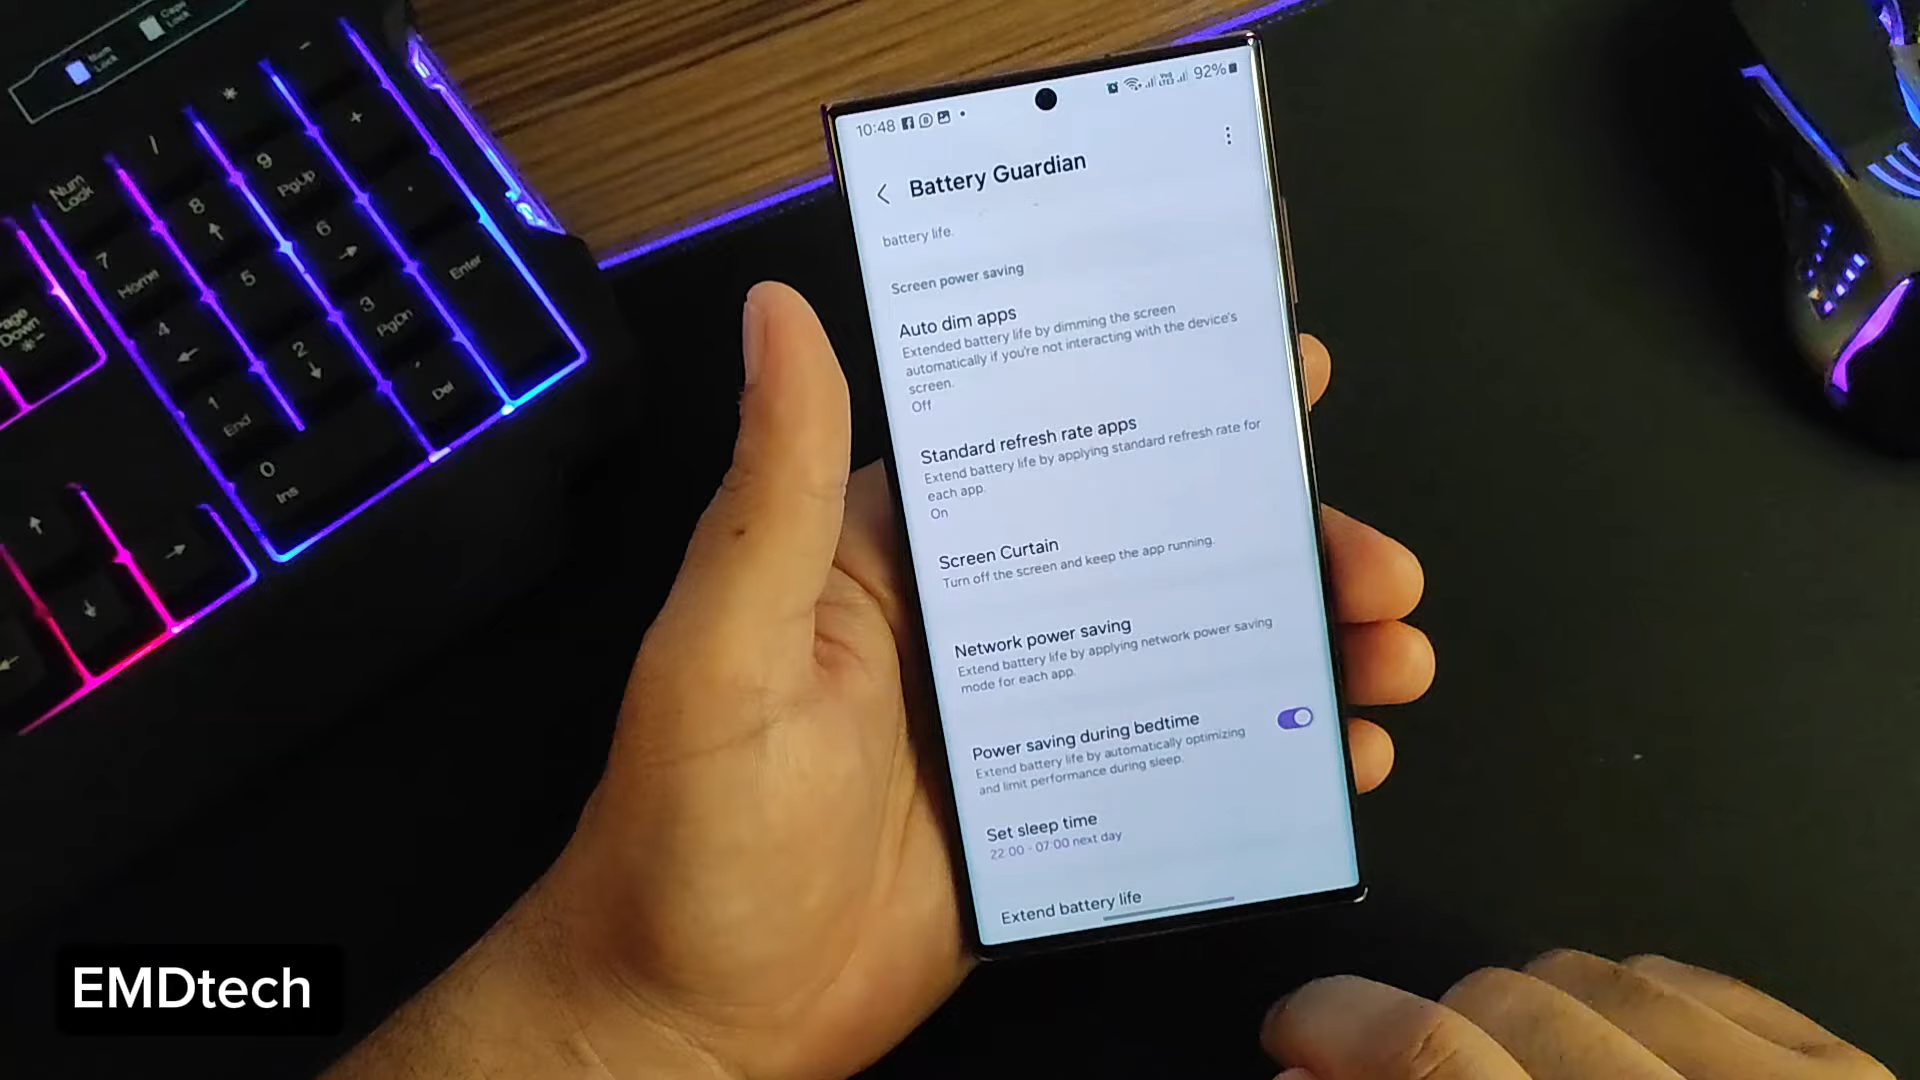 Caps
Lock
Num
Lock
*
-
/
+
Num
Lock
8
9
PgUp
7
Home
5
6
Enter
4
3
PgDn
2
1
End
Del
0
Ins
Page
Down
10:48
92%
Battery Guardian
battery life.
Screen power saving
Auto dim apps
Extended battery life by dimming the screen
automatically if you're not interacting with the device's
screen.
Off
Standard refresh rate apps
Extend battery life by applying standard refresh rate for
each app.
On
Screen Curtain
Turn off the screen and keep the app running.
Network power saving
Extend battery life by applying network power saving
mode for each app.
Power saving during bedtime
Extend battery life by automatically optimizing
and limit performance during sleep.
Set sleep time
22:00 - 07:00 next day
Extend battery life
EMDtech